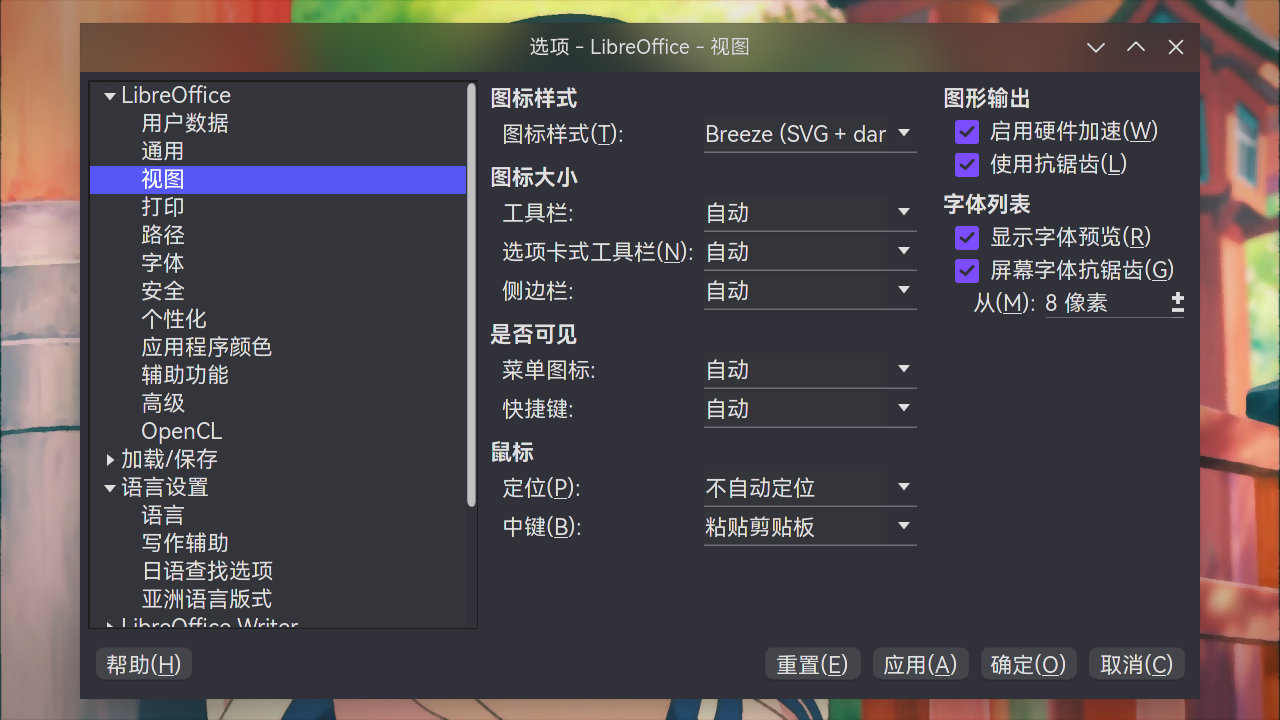 选项 – LibreOffice – 视图
LibreOffice
用户数据
通用
视图
打印
路径
字体
安全
个性化
应用程序颜色
辅助功能
高级
OpenCL
加载/保存
语言设置
语言
写作辅助
日语查找选项
亚洲语言版式
LibreOffice Writer
图标样式
图标样式(T):
Breeze (SVG + dar
图标大小
工具栏:
自动
选项卡式工具栏(N):
自动
侧边栏:
自动
是否可见
菜单图标:
自动
快捷键:
自动
鼠标
定位(P):
不自动定位
中键(B):
粘贴剪贴板
图形输出
启用硬件加速(W)
使用抗锯齿(L)
字体列表
显示字体预览(R)
屏幕字体抗锯齿(G)
从(M):
8 像素
帮助(H)
重置(E)
应用(A)
确定(O)
取消(C)